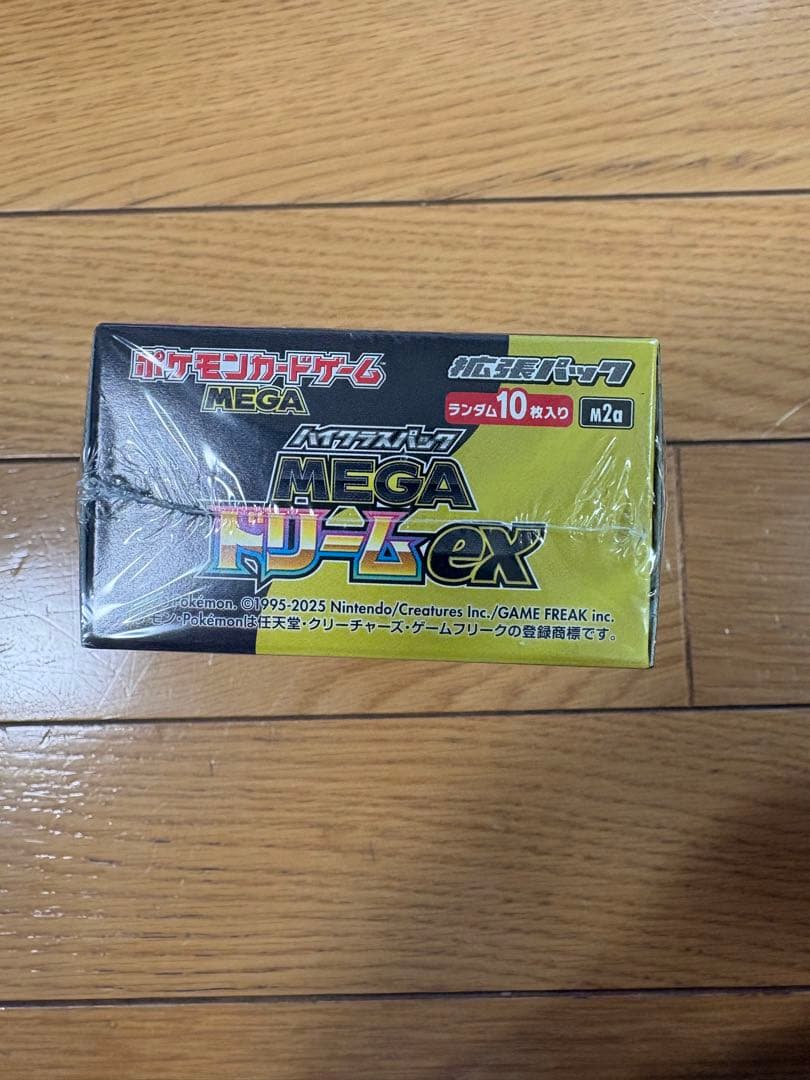 ポケモンカードゲーム
MEGA
拡張パック
ランダム10枚入り
M2a
ハイクラスパック
MEGA
ドリームex
Pokémon. ©1995-2025 Nintendo/Creatures Inc./GAME FREAK inc.
モン・Pokémonは任天堂・クリーチャーズ・ゲームフリークの登録商標です。